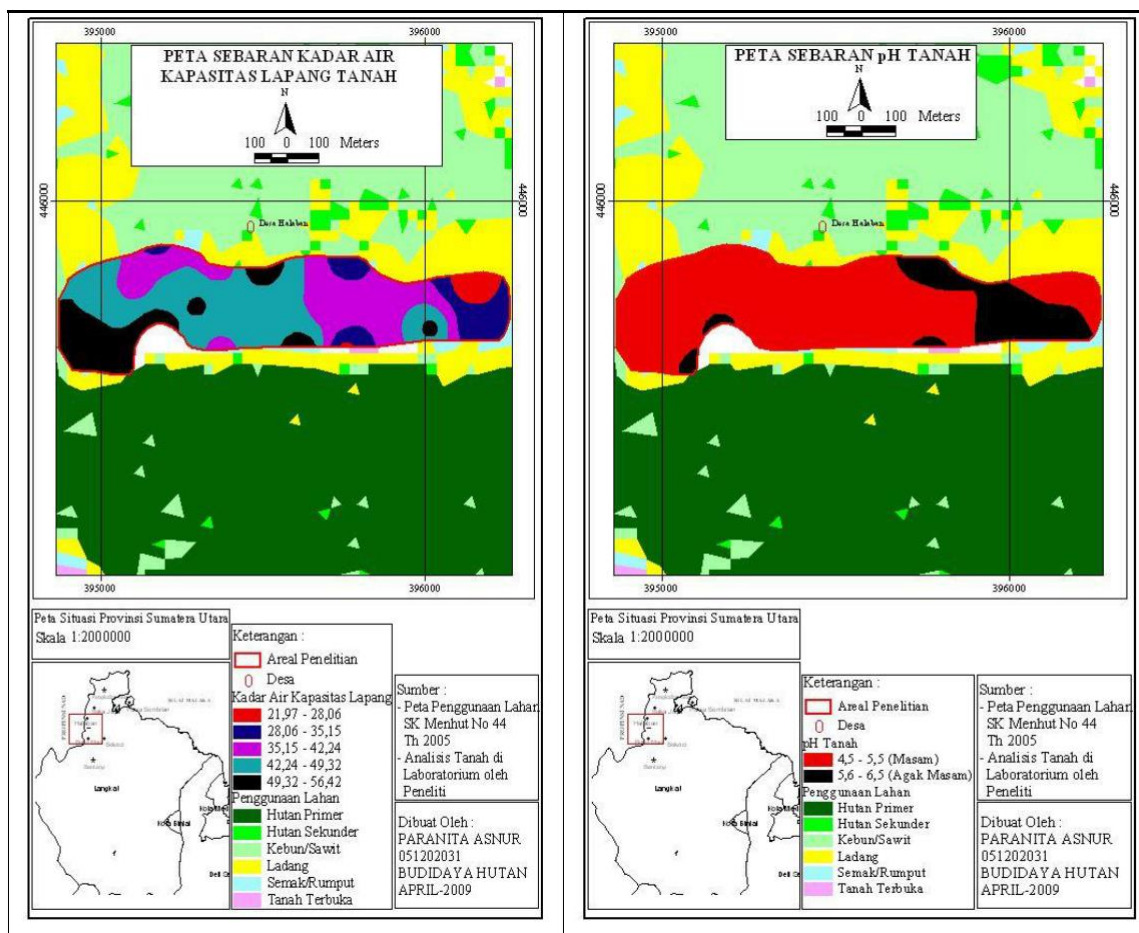 395000
396000
PETA SEBARAN KADAR AIR
KAPASITAS LAPANG TANAH
N
100 0 100 Meters
446000
446000
Desa Halaban
395000
396000
Peta Situasi Provinsi Sumatera Utara
Skala 1:2000000
Langkat
Kota Binjai
Keterangan :
Areal Penelitian
Desa
Kadar Air Kapasitas Lapang
21,97 - 28,06
28,06 - 35,15
35,15 - 42,24
42,24 - 49,32
49,32 - 56,42
Penggunaan Lahan
Hutan Primer
Hutan Sekunder
Kebun/Sawit
Ladang
Semak/Rumput
Tanah Terbuka
Sumber :
- Peta Penggunaan Lahan
SK Menhut No 44
Th 2005
- Analisis Tanah di
Laboratorium oleh
Peneliti
Dibuat Oleh :
PARANITA ASNUR
051202031
BUDIDAYA HUTAN
APRIL-2009
395000
396000
PETA SEBARAN pH TANAH
N
100 0 100 Meters
446000
446000
Desa Halaban
395000
396000
Peta Situasi Provinsi Sumatera Utara
Skala 1:2000000
Langkat
Kota Binjai
Keterangan :
Areal Penelitian
Desa
pH Tanah
4,5 - 5,5 (Masam)
5,6 - 6,5 (Agak Masam)
Penggunaan Lahan
Hutan Primer
Hutan Sekunder
Kebun/Sawit
Ladang
Semak/Rumput
Tanah Terbuka
Sumber :
- Peta Penggunaan Lahan
SK Menhut No 44
Th 2005
- Analisis Tanah di
Laboratorium oleh
Peneliti
Dibuat Oleh :
PARANITA ASNUR
051202031
BUDIDAYA HUTAN
APRIL-2009